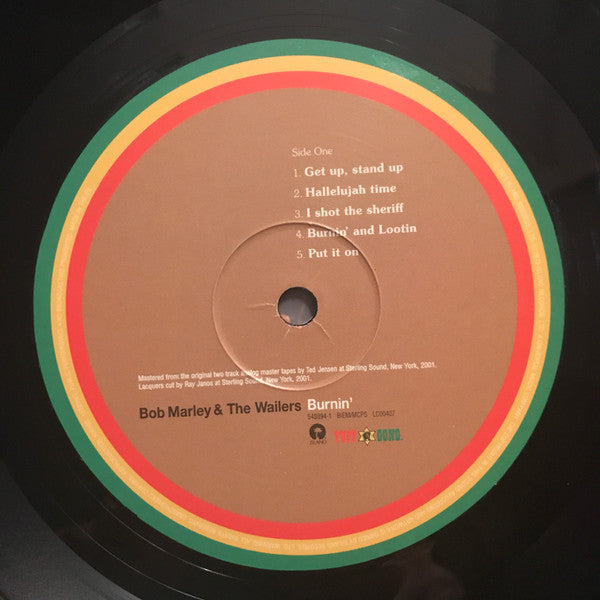 Side One
1. Get up, stand up
2. Hallelujah time
3. I shot the sheriff
4. Burnin' and Lootin
5. Put it on
Mastered from the original two track analog master tapes by Ted Jensen at Sterling Sound, New York, 2001.
Lacquers cut by Ray Janos at Sterling Sound, New York, 2001.
Bob Marley & The Wailers Burnin'
BIEM/MCPS
ISLAND TUFF GONG